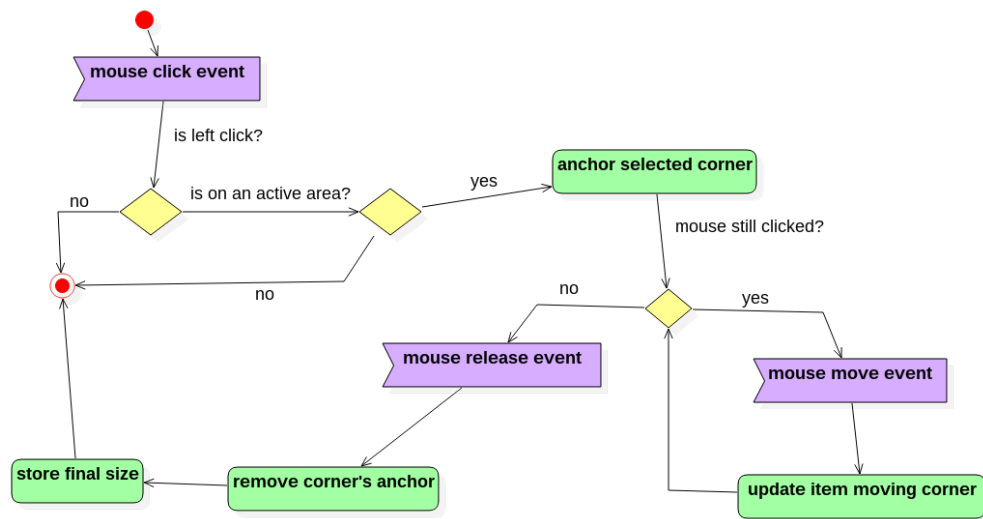 mouse click event
is left click?
anchor selected corner
yes
is on an active area?
no
mouse still clicked?
no
no
yes
mouse release event
mouse move event
store final size
remove corner's anchor
update item moving corner